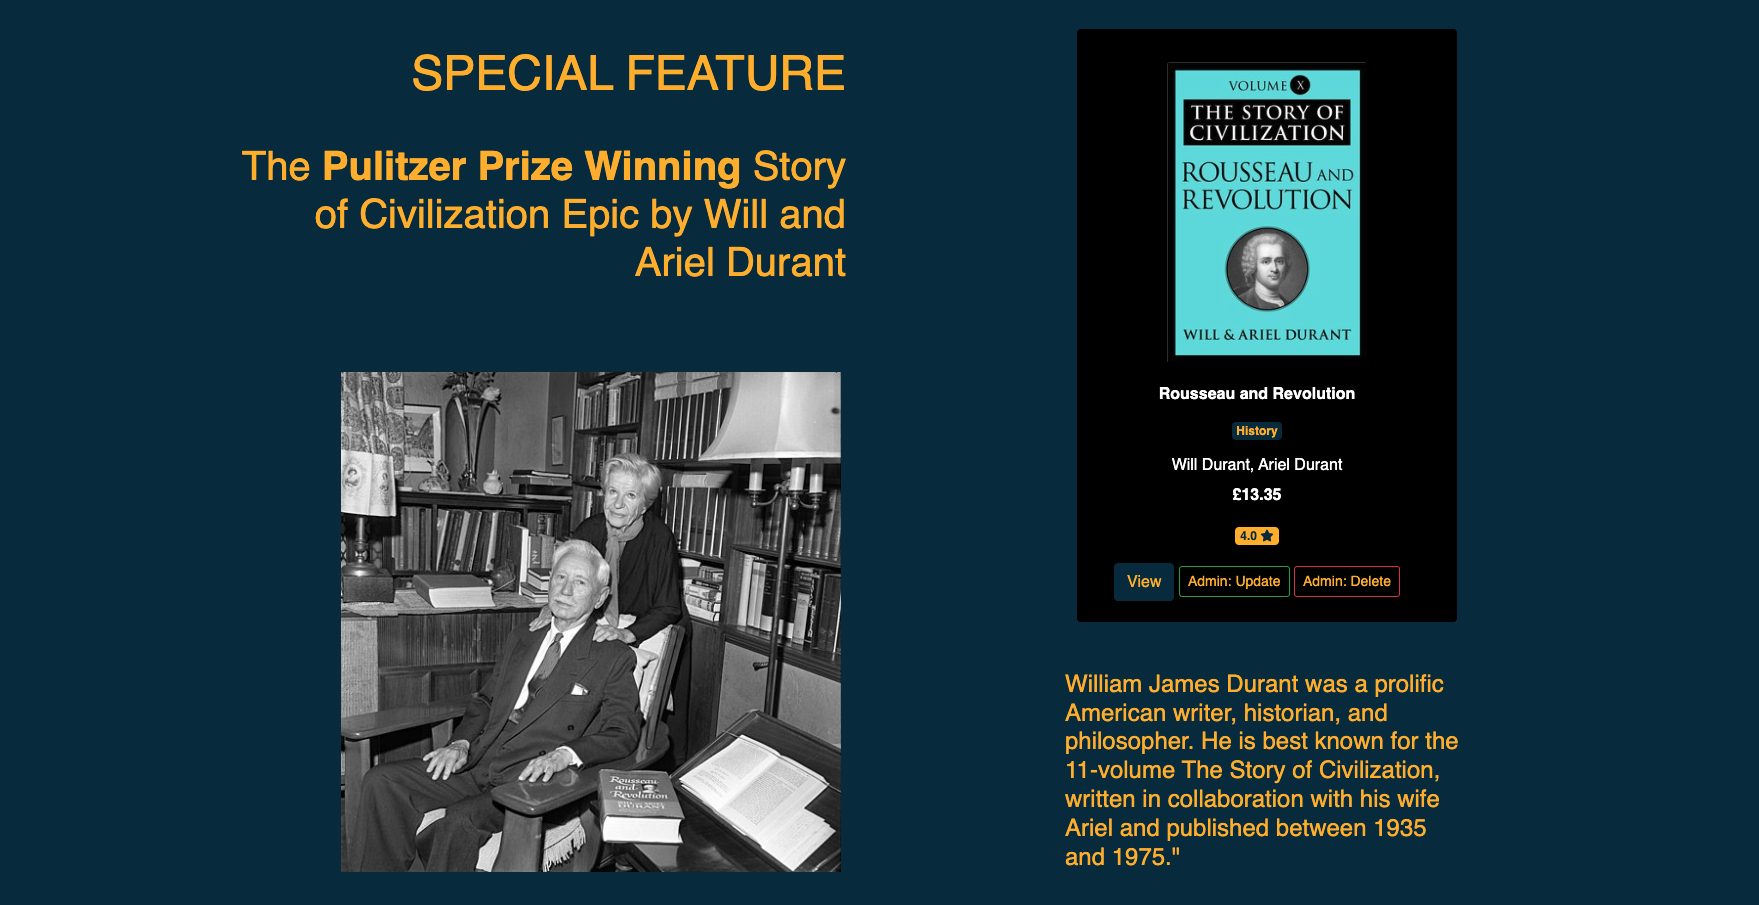 SPECIAL FEATURE
The Pulitzer Prize Winning Story
of Civilization Epic by Will and
Ariel Durant
Rousseau
and
Revolution
DURANT
VOLUME X
THE STORY OF
CIVILIZATION
ROUSSEAU AND
REVOLUTION
WILL & ARIEL DURANT
Rousseau and Revolution
History
Will Durant, Ariel Durant
£13.35
4.0
View
Admin: Update
Admin: Delete
William James Durant was a prolific
American writer, historian, and
philosopher. He is best known for the
11-volume The Story of Civilization,
written in collaboration with his wife
Ariel and published between 1935
and 1975."